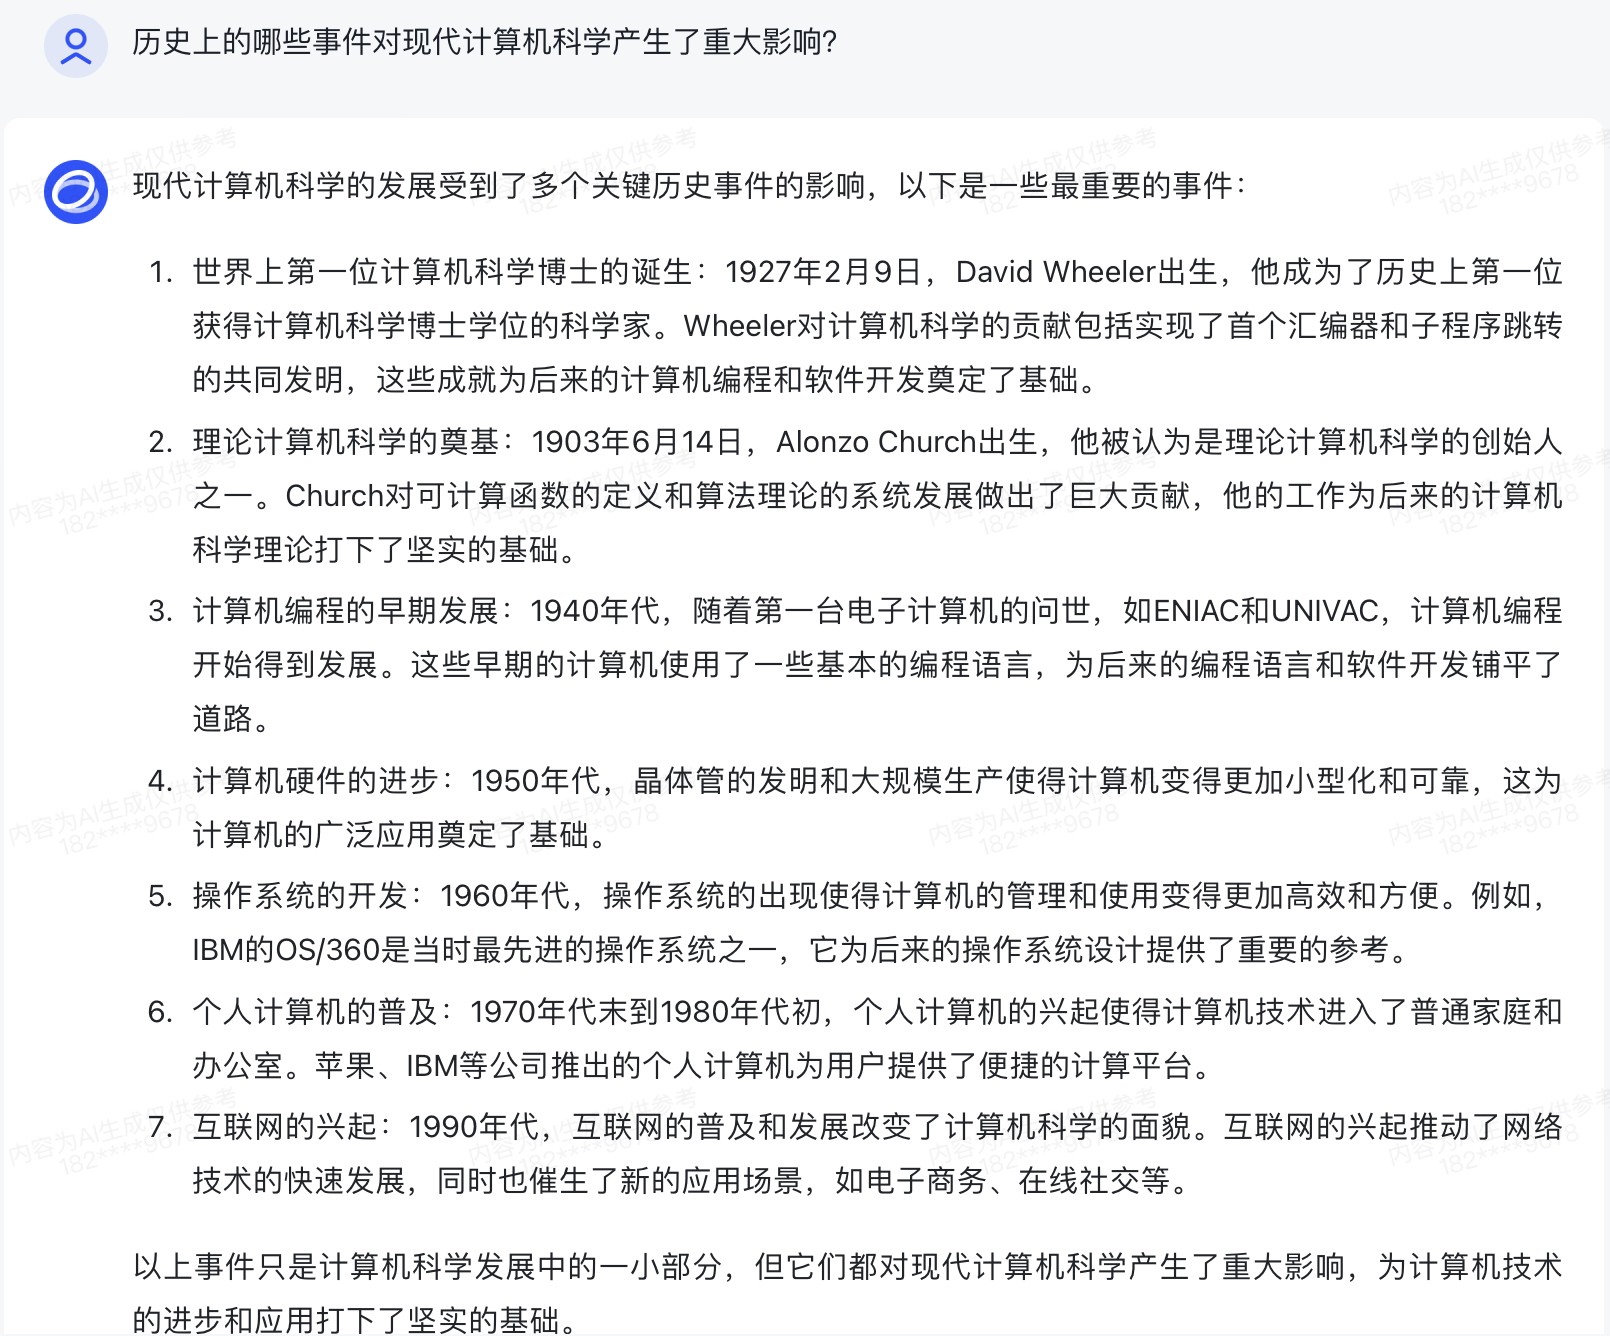 历史上的哪些事件对现代计算机科学产生了重大影响?
现代计算机科学的发展受到了多个关键历史事件的影响，以下是一些最重要的事件：
1. 世界上第一位计算机科学博士的诞生：1927年2月9日，David Wheeler出生，他成为了历史上第一位
获得计算机科学博士学位的科学家。Wheeler对计算机科学的贡献包括实现了首个汇编器和子程序跳转
的共同发明，这些成就为后来的计算机编程和软件开发奠定了基础。
2. 理论计算机科学的奠基：1903年6月14日，Alonzo Church出生，他被认为是理论计算机科学的创始人
之一。Church对可计算函数的定义和算法理论的系统发展做出了巨大贡献，他的工作为后来的计算机
科学理论打下了坚实的基础。
3. 计算机编程的早期发展：1940年代，随着第一台电子计算机的问世，如ENIAC和UNIVAC，计算机编程
开始得到发展。这些早期的计算机使用了一些基本的编程语言，为后来的编程语言和软件开发铺平了
道路。
4. 计算机硬件的进步：1950年代，晶体管的发明和大规模生产使得计算机变得更加小型化和可靠，这为
计算机的广泛应用奠定了基础。
5. 操作系统的开发：1960年代，操作系统的出现使得计算机的管理和使用变得更加高效和方便。例如，
IBM的OS/360是当时最先进的操作系统之一，它为后来的操作系统设计提供了重要的参考。
6. 个人计算机的普及：1970年代末到1980年代初，个人计算机的兴起使得计算机技术进入了普通家庭和
办公室。苹果、IBM等公司推出的个人计算机为用户提供了便捷的计算平台。
7. 互联网的兴起：1990年代，互联网的普及和发展改变了计算机科学的面貌。互联网的兴起推动了网络
技术的快速发展，同时也催生了新的应用场景，如电子商务、在线社交等。
以上事件只是计算机科学发展中的一小部分，但它们都对现代计算机科学产生了重大影响，为计算机技术
的进步和应用打下了坚实的基础。
内容为AI生成仅供参考
182****9678